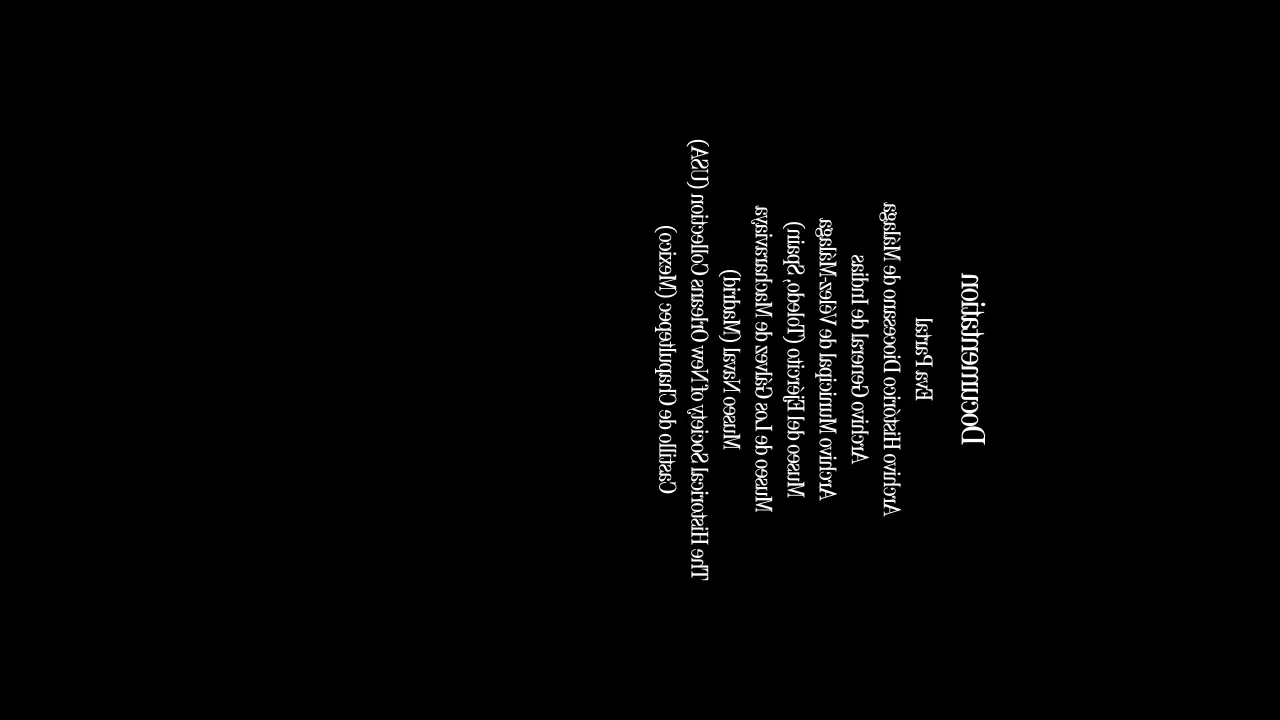 Documentation
Eva Partal
Archivo Histórico Diocesano de Málaga
Archivo General de Indias
Archivo Municipal de Vélez-Málaga
Museo del Ejército (Toledo, Spain)
Museo de Los Gálvez de Macharaviaya
Museo Naval (Madrid)
The Historical Society of New Orleans Collection (USA)
Castillo de Chapultepec (Mexico)